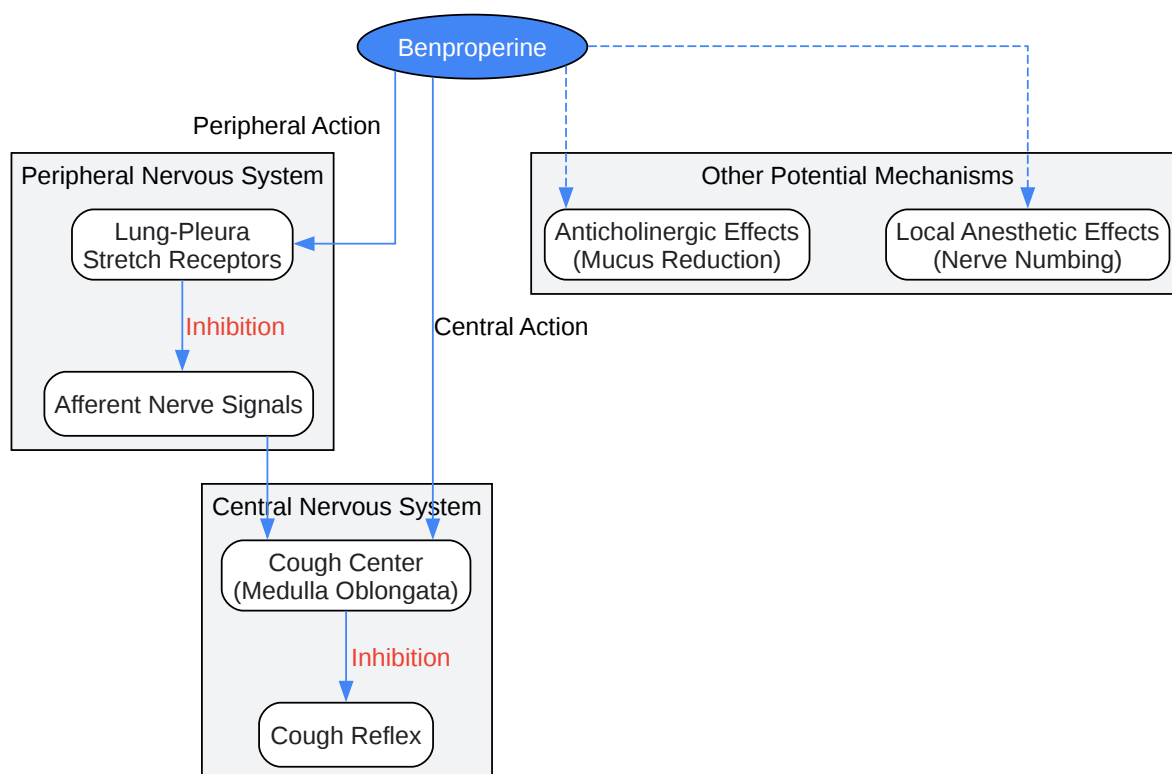 Benproperine
Peripheral Action
Peripheral Nervous System
Other Potential Mechanisms
Lung-Pleura
Stretch Receptors
Anticholinergic Effects
(Mucus Reduction)
Local Anesthetic Effects
(Nerve Numbing)
Inhibition
Central Action
Afferent Nerve Signals
Central Nervous System
Cough Center
(Medulla Oblongata)
Inhibition
Cough Reflex